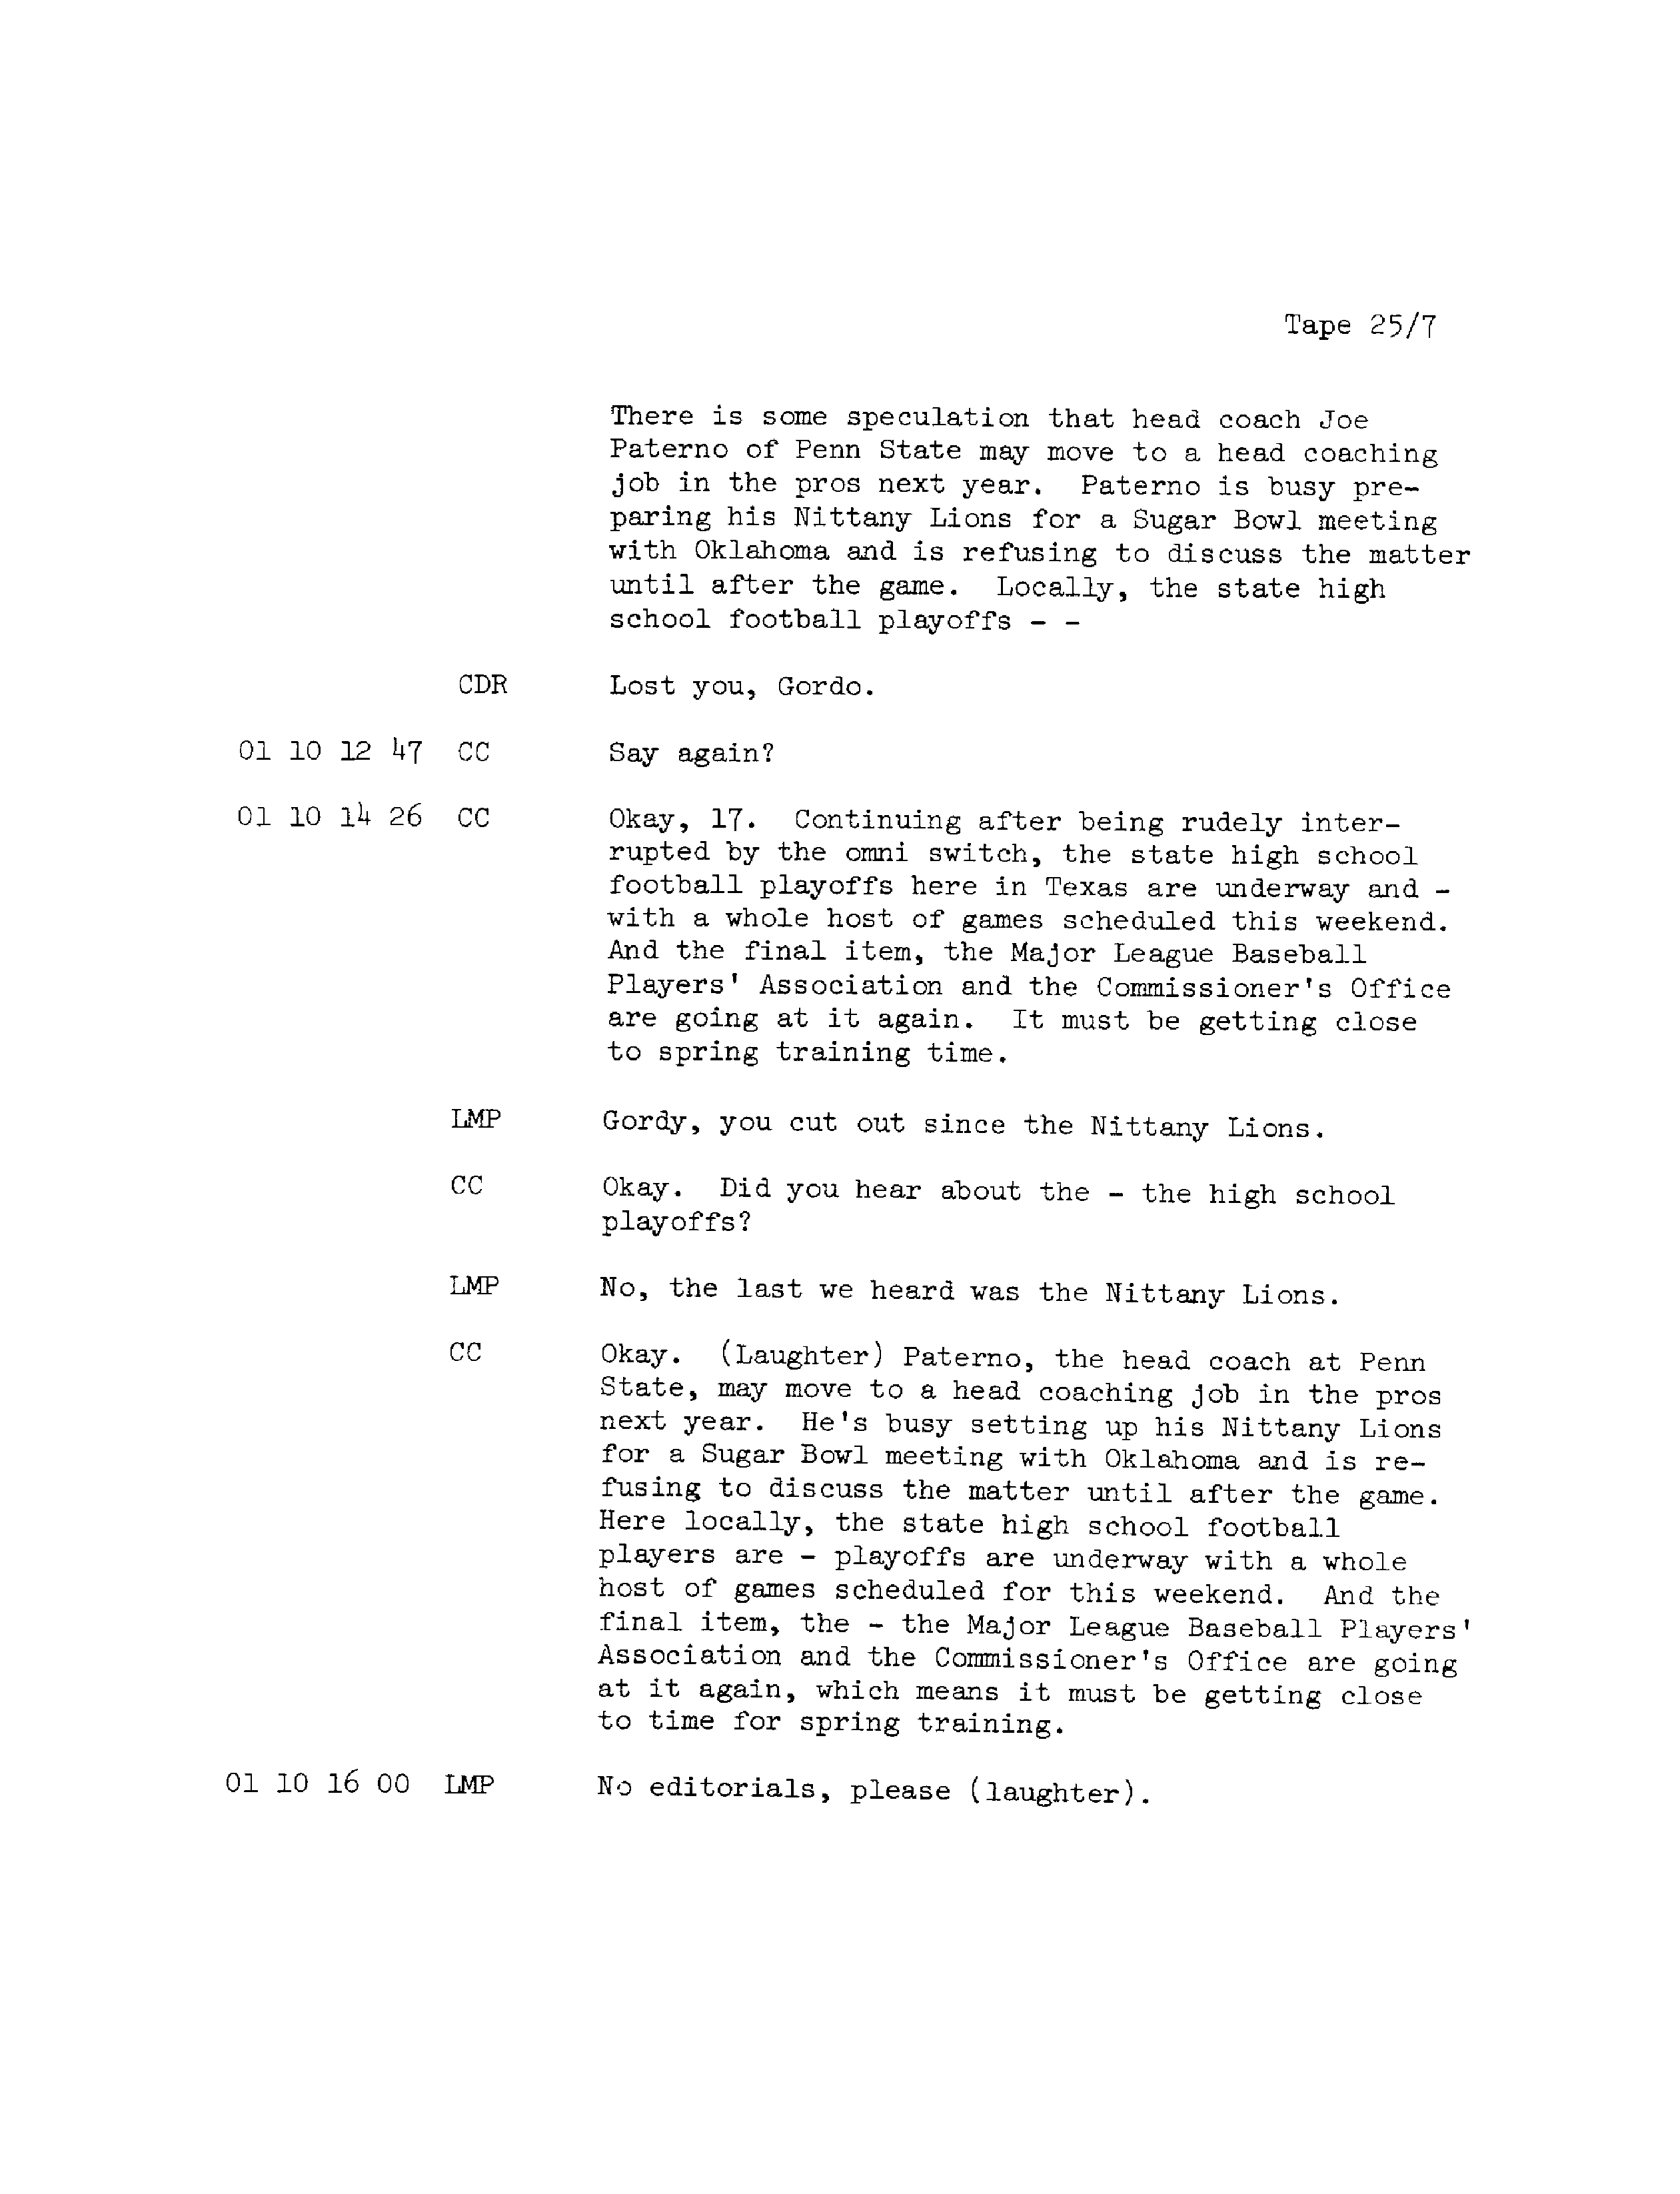 Tape 25/7
There is some speculation that head coach Joe
Paterno of Penn State may move to a head coaching
job in the pros next year. Paterno is busy pre-
paring his Nittany Lions for a Sugar Bowl meeting
with Oklahoma and is refusing to discuss the matter
until after the game. Locally, the state high
school football playoffs - -
CDR Lost you, Gordo.
01 10 12 47 CC Say again?
01 10 14 26 CC Okay, 17. Continuing after being rudely inter-
rupted by the omni switch, the state high school
football playoffs here in Texas are underway and -
with a whole host of games scheduled this weekend.
And the final item, the Major League Baseball
Players' Association and the Commissioner's Office
are going at it again. It must be getting close
to spring training time.
LMP Gordy, you cut out since the Nittany Lions.
CC Okay. Did you hear about the - the high school
playoffs?
LMP No, the last we heard was the Nittany Lions.
CC Okay. (Laughter) Paterno, the head coach at Penn
State, may move to a head coaching job in the pros
next year. He's busy setting up his Nittany Lions
for a Sugar Bowl meeting with Oklahoma and is re-
fusing to discuss the matter until after the game.
Here locally, the state high school football
players are - playoffs are underway with a whole
host of games scheduled for this weekend. And the
final item, the - the Major League Baseball Players'
Association and the Commissioner's Office are going
at it again, which means it must be getting close
to time for spring training.
01 10 16 00 LMP No editorials, please (laughter).